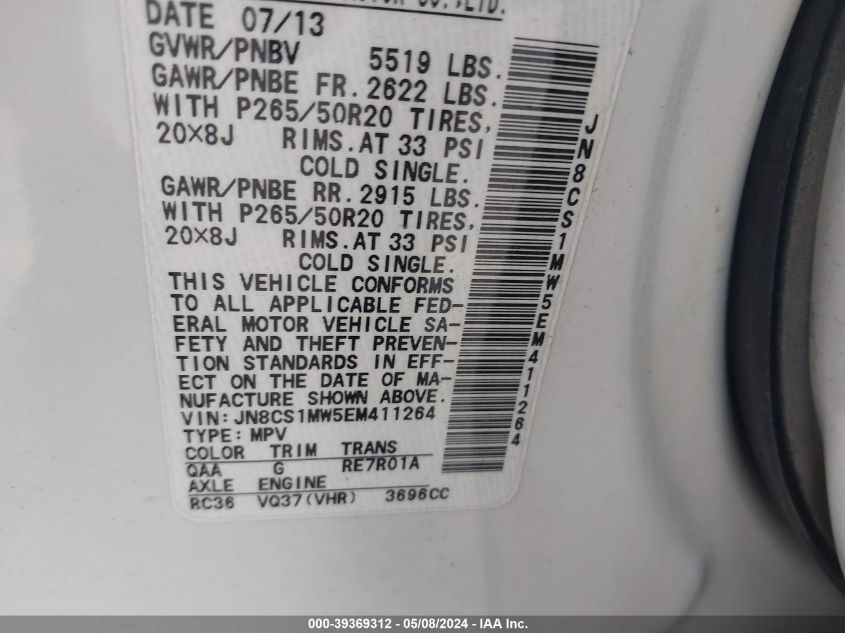 CO.,LTD.
DATE 07/13
GVWR/PNBV 5519 LBS.
GAWR/PNBE FR. 2622 LBS.
WITH P265/50R20 TIRES,
20X8J RIMS.AT 33 PSI
COLD SINGLE.
GAWR/PNBE RR. 2915 LBS.
WITH P265/50R20 TIRES,
20X8J RIMS.AT 33 PSI
COLD SINGLE.
THIS VEHICLE CONFORMS
TO ALL APPLICABLE FED-
ERAL MOTOR VEHICLE SA-
FETY AND THEFT PREVEN-
TION STANDARDS IN EFF-
ECT ON THE DATE OF MA-
NUFACTURE SHOWN ABOVE.
VIN: JN8CS1MW5EM411264
TYPE: MPV
COLOR TRIM TRANS
QAA G RE7R01A
AXLE ENGINE
RC36 VQ37(VHR) 3696CC
JN8CS1MW5EM411264
000-39369312 - 05/08/2024 - IAA Inc.